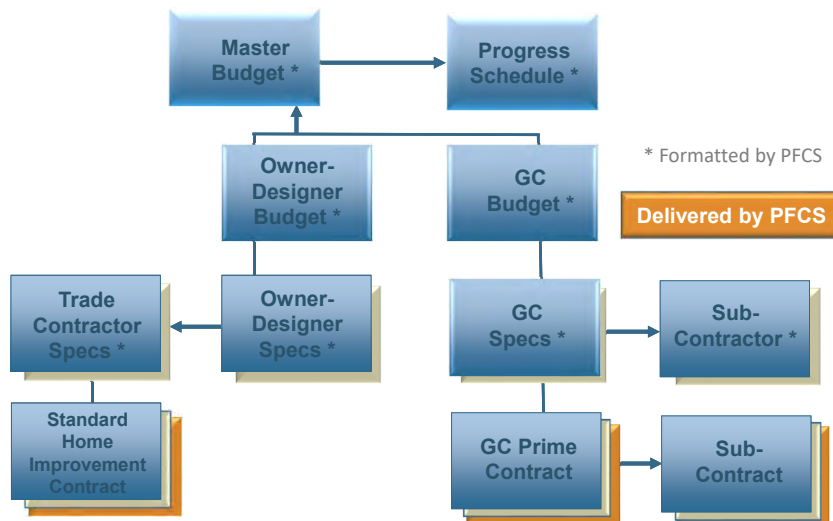 Master
Budget *
Progress
Schedule *
Owner-
Designer
Budget *
GC
Budget *
* Formatted by PFCS
Delivered by PFCS
Trade
Contractor
Specs *
Owner-
Designer
Specs *
GC
Specs *
Sub-
Contractor *
Standard
Home
Improvement
Contract
GC Prime
Contract
Sub-
Contract